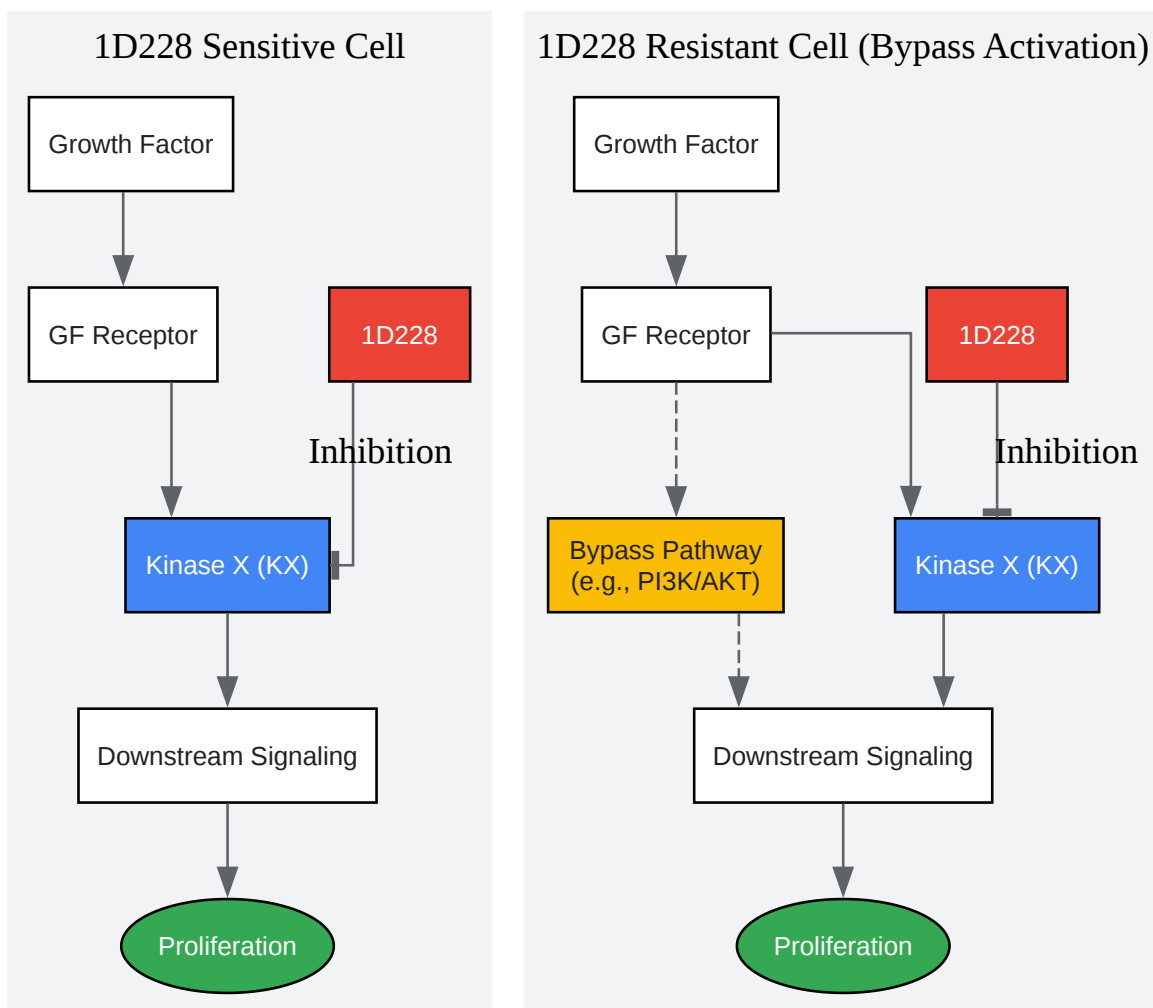 1D228 Sensitive Cell
Growth Factor
GF Receptor
1D228
Inhibition
Kinase X (KX)
Downstream Signaling
Proliferation
1D228 Resistant Cell (Bypass Activation)
Growth Factor
GF Receptor
1D228
Inhibition
Bypass Pathway
(e.g., PI3K/AKT)
Kinase X (KX)
Downstream Signaling
Proliferation